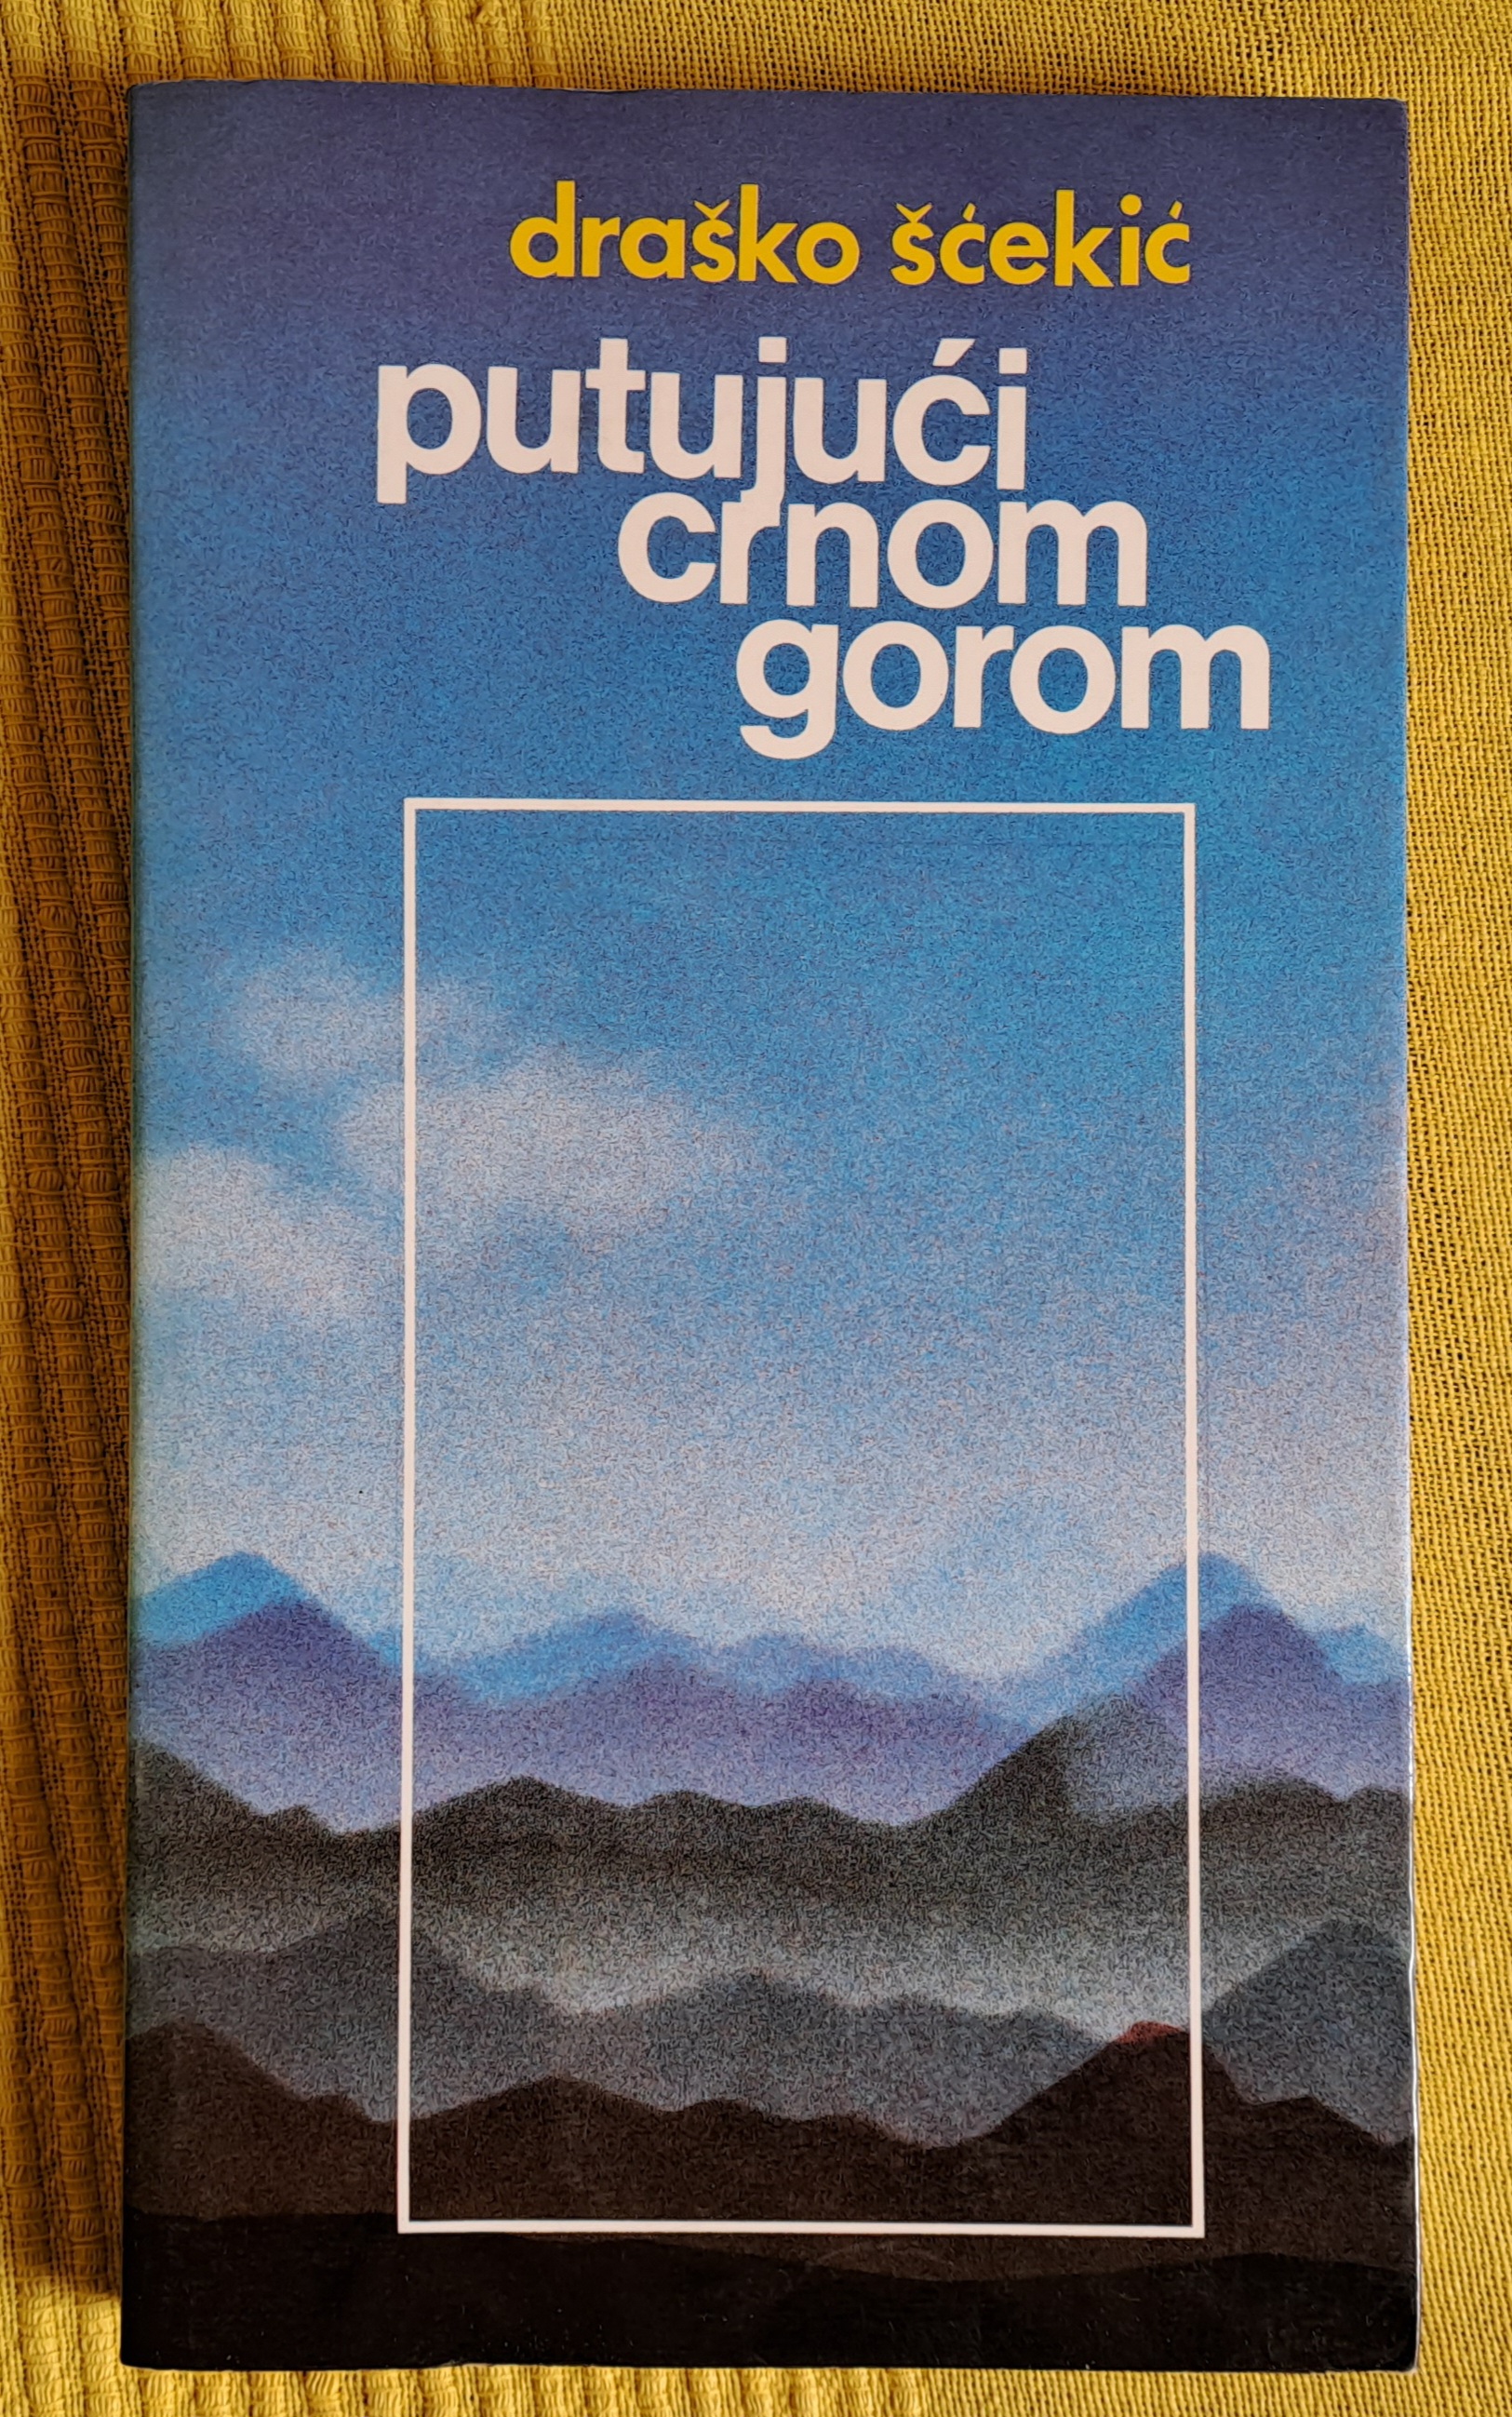 draško šćekić
putujući
crnom
gorom